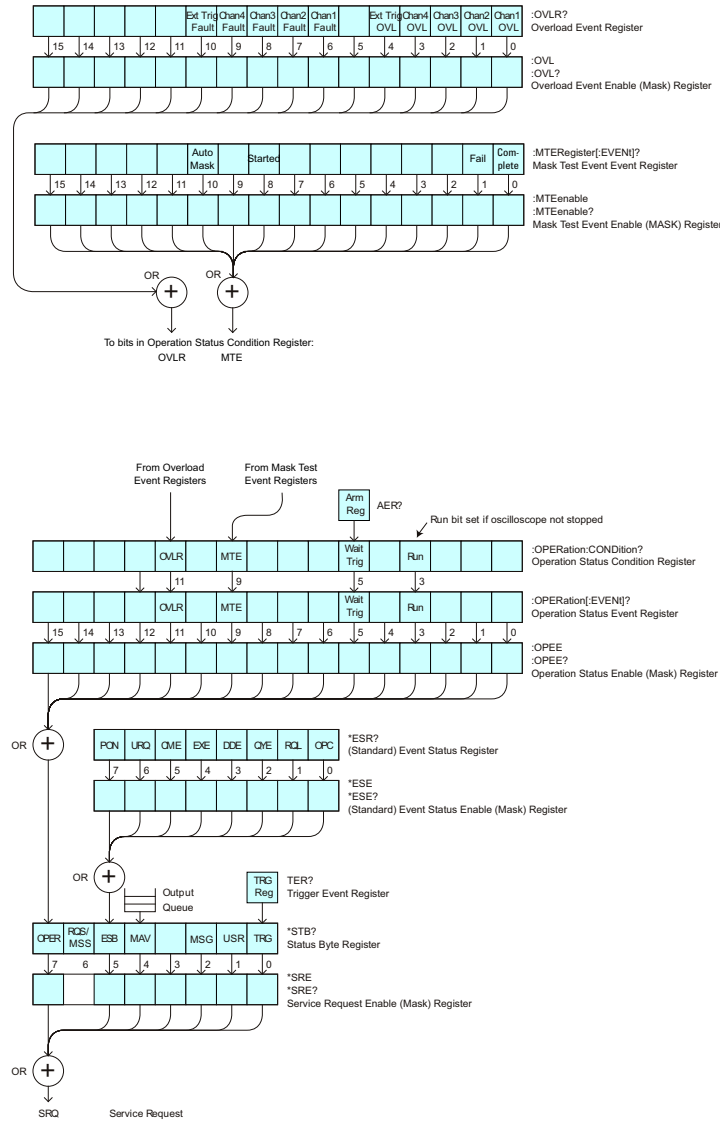 Ext Trig Fault Chan4 Fault Chan3 Fault Chan2 Fault Chan1 Fault Ext Trig OVL Chan4 OVL Chan3 OVL Chan2 OVL Chan1 OVL
:OVLR?
Overload Event Register
15 14 13 12 11 10 9 8 7 6 5 4 3 2 1 0
:OVL
:OVL?
Overload Event Enable (Mask) Register
Auto Mask Started Fail Com- plete
:MTERegister[:EVENt]?
Mask Test Event Event Register
15 14 13 12 11 10 9 8 7 6 5 4 3 2 1 0
:MTEenable
:MTEenable?
Mask Test Event Enable (MASK) Register
OR + OR +
To bits in Operation Status Condition Register:
OVLR MTE
From Overload
Event Registers
From Mask Test
Event Registers
Arm
Reg
AER?
Run bit set if oscilloscope not stopped
OVLR MTE Wait Trig Run
:OPERation:CONDition?
Operation Status Condition Register
11 9 5 3
OVLR MTE Wait Trig Run
:OPERation[:EVENt]?
Operation Status Event Register
15 14 13 12 11 10 9 8 7 6 5 4 3 2 1 0
:OPEE
:OPEE?
Operation Status Enable (Mask) Register
OR +
PON URQ CME EXE DDE QYE RQL OPC
*ESR?
(Standard) Event Status Register
7 6 5 4 3 2 1 0
*ESE
*ESE?
(Standard) Event Status Enable (Mask) Register
OR +
Output
Queue
TRG
Reg
TER?
Trigger Event Register
OPER RQS/ MSS ESB MAV MSG USR TRG
*STB?
Status Byte Register
7 6 5 4 3 2 1 0
*SRE
*SRE?
Service Request Enable (Mask) Register
OR +
SRQ Service Request